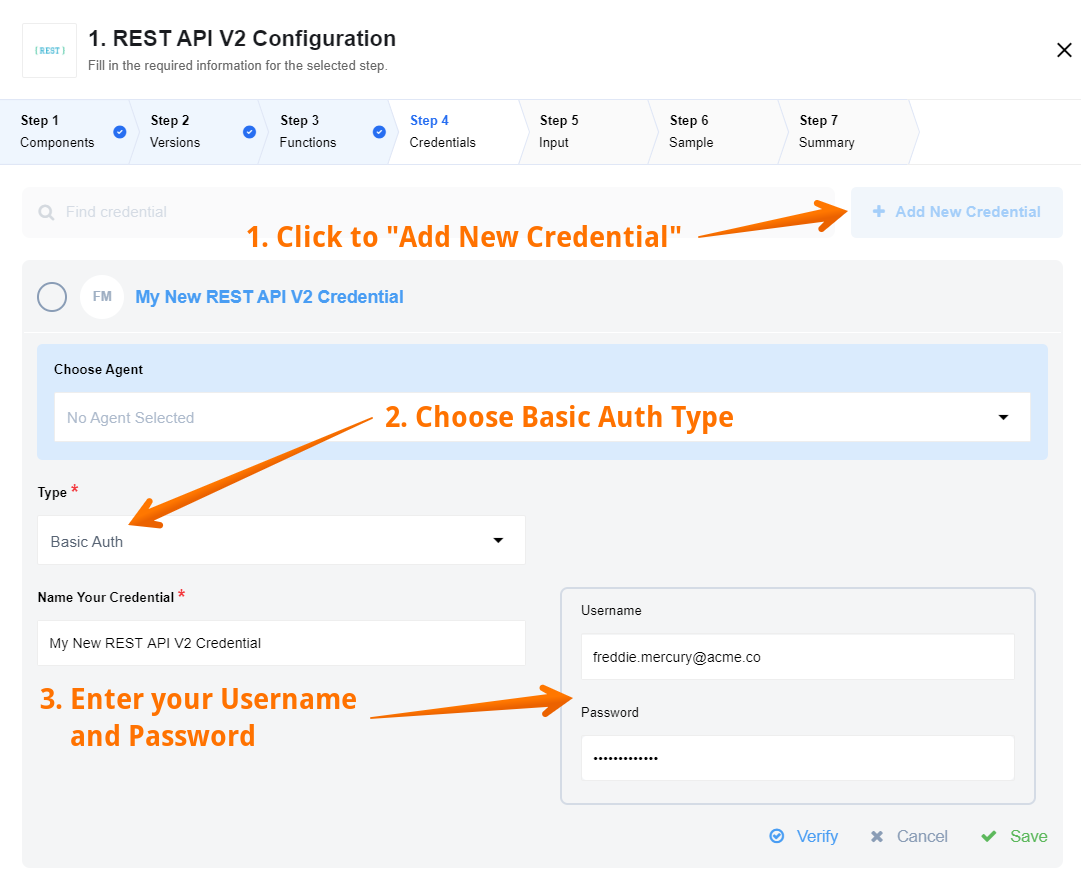 { REST }
1. REST API V2 Configuration
Fill in the required information for the selected step.
Step 1
Components
Step 2
Versions
Step 3
Functions
Step 4
Credentials
Step 5
Input
Step 6
Sample
Step 7
Summary
Find credential
+ Add New Credential
1. Click to "Add New Credential"
FM
My New REST API V2 Credential
Choose Agent
No Agent Selected
2. Choose Basic Auth Type
Type *
Basic Auth
Name Your Credential *
My New REST API V2 Credential
Username
freddie.mercury@acme.co
3. Enter your Username
and Password
Password
•••••••••••••
Verify
Cancel
Save